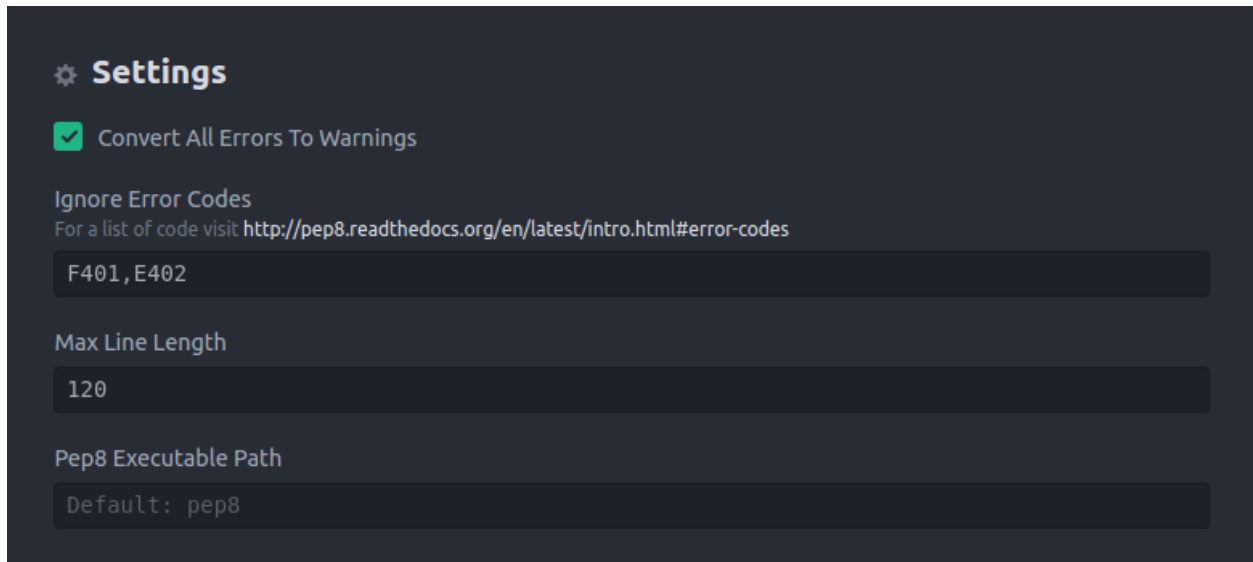 Settings
Convert All Errors To Warnings
Ignore Error Codes
For a list of code visit http://pep8.readthedocs.org/en/latest/intro.html#error-codes
F401,E402
Max Line Length
120
Pep8 Executable Path
Default: pep8